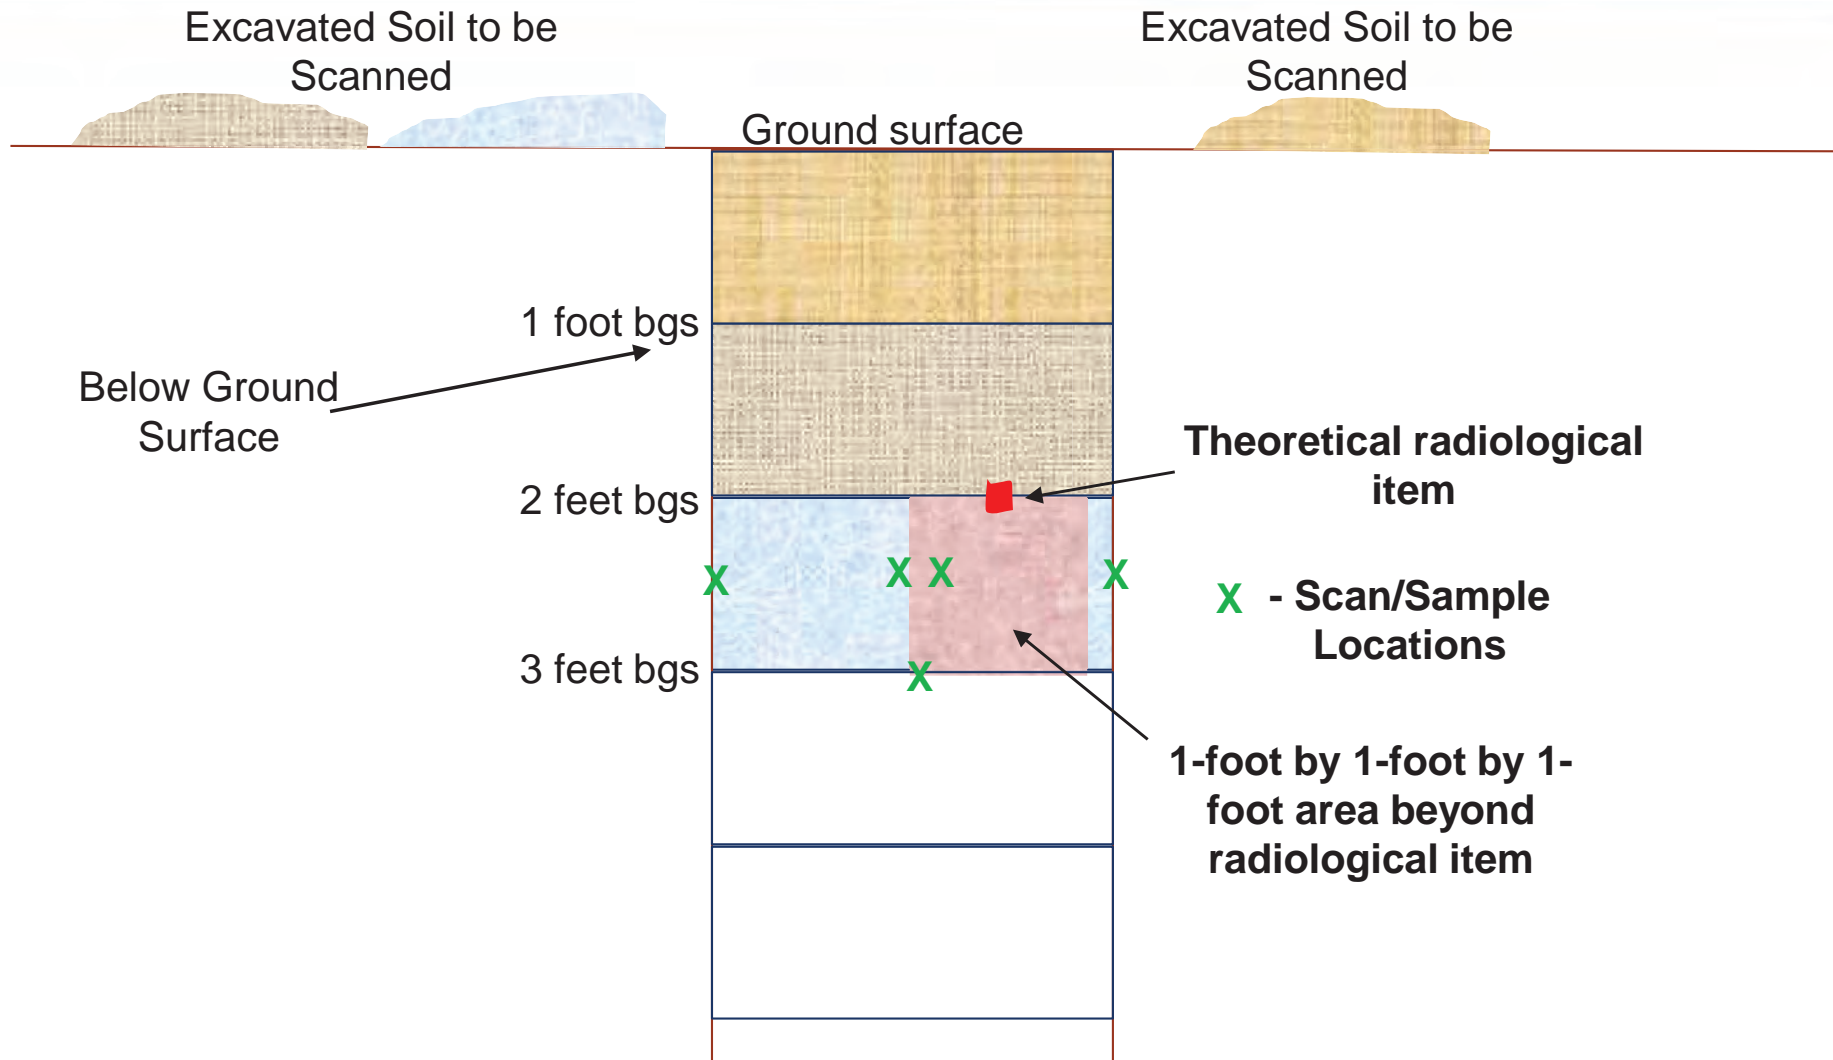 Excavated Soil to be
Scanned
Excavated Soil to be
Scanned
Ground surface
1 foot bgs
Below Ground
Surface
Theoretical radiological
item
2 feet bgs
X
X
X
X
X - Scan/Sample
Locations
3 feet bgs
X
1-foot by 1-foot by 1-
foot area beyond
radiological item